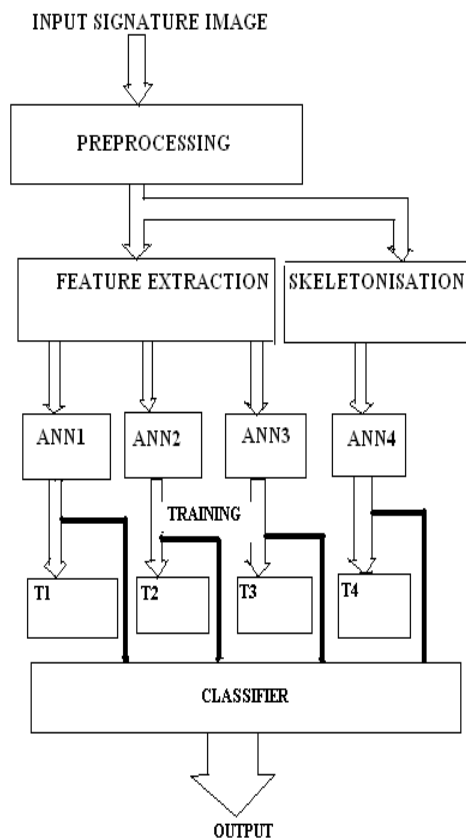 INPUT SIGNATURE IMAGE
PREPROCESSING
FEATURE EXTRACTION
SKELETONISATION
ANN1
ANN2
ANN3
ANN4
TRAINING
T1
T2
T3
T4
CLASSIFIER
OUTPUT